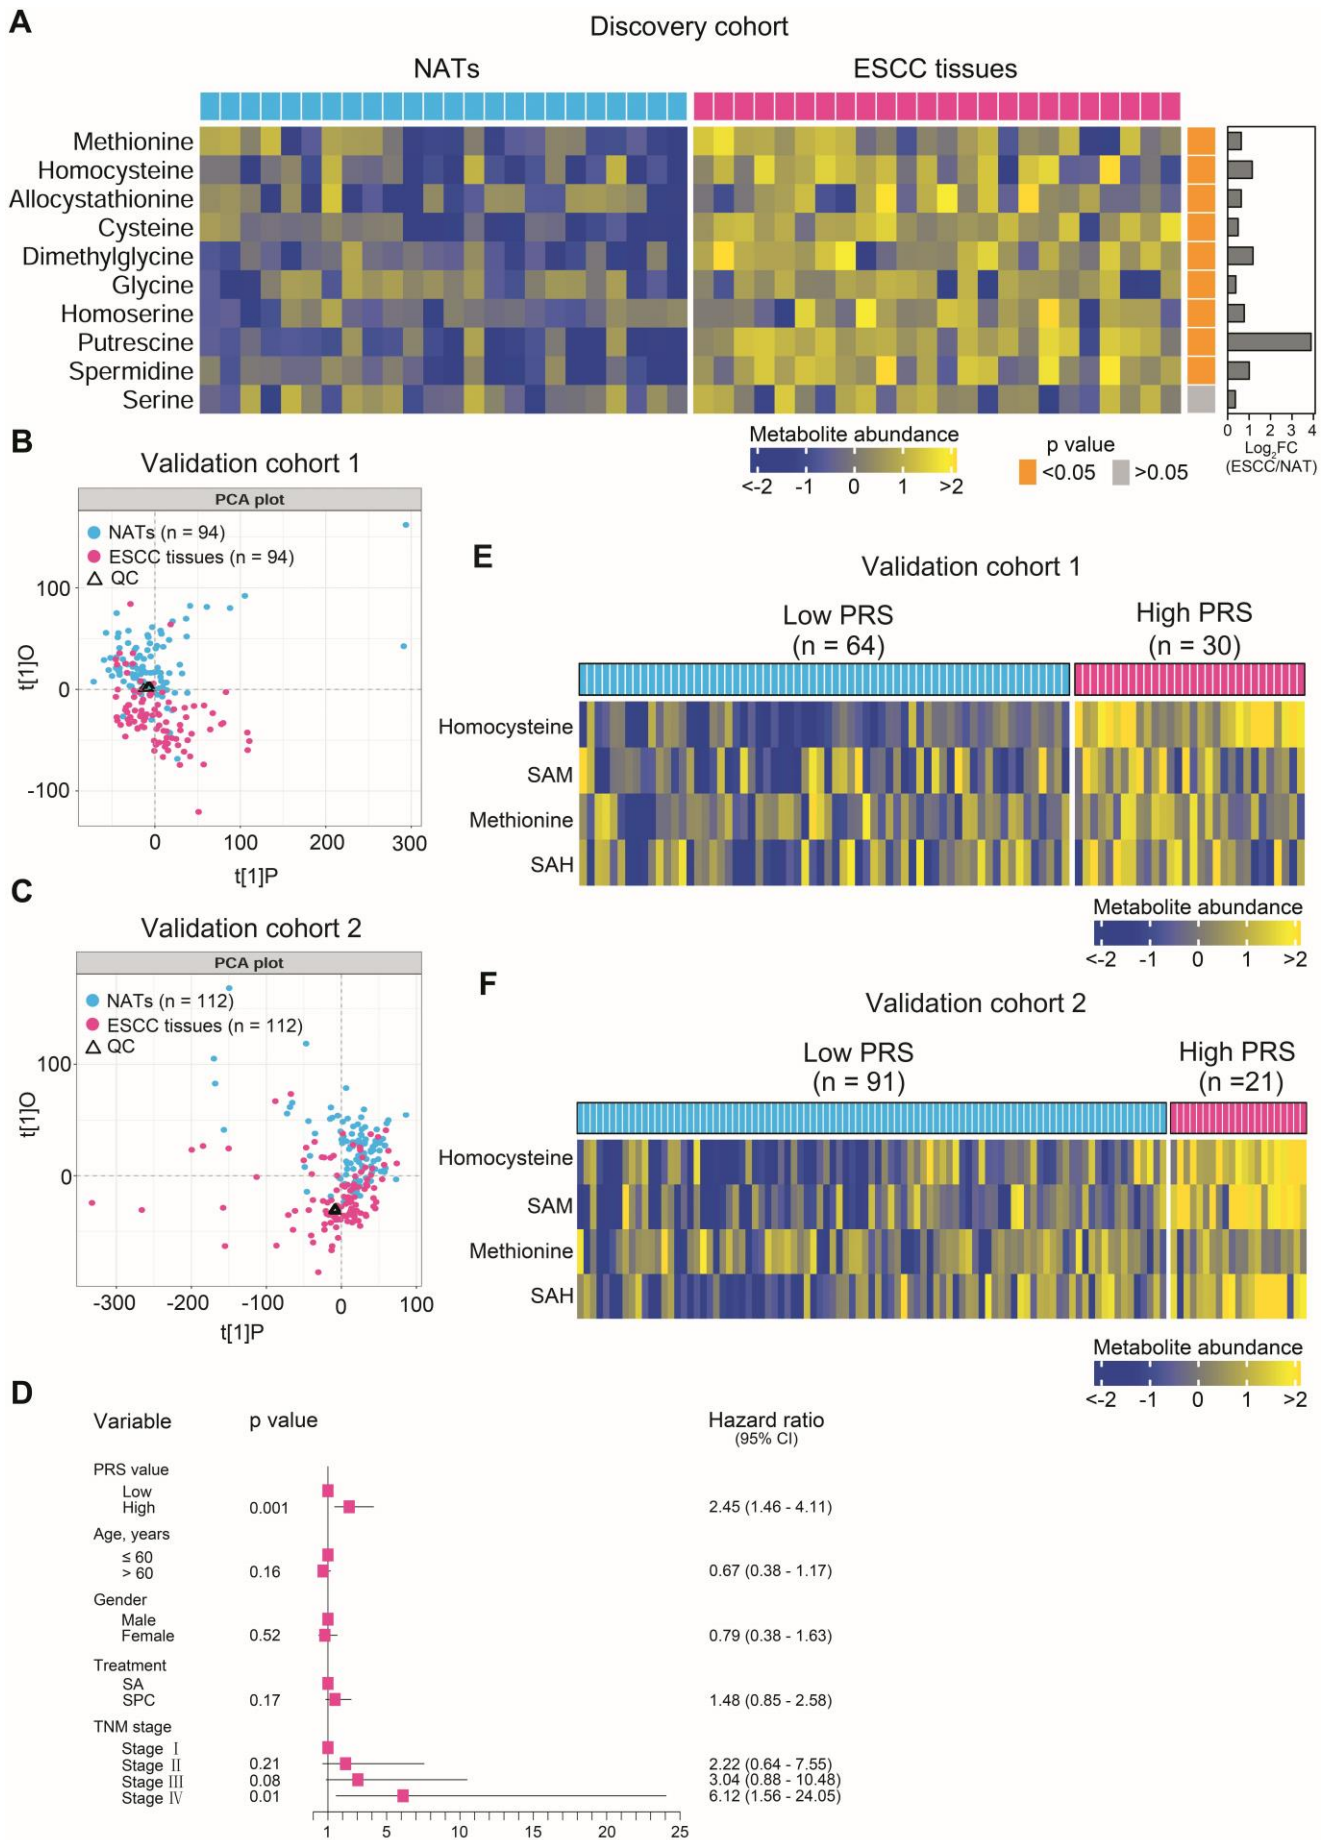 A
Discovery cohort
NATs
ESCC tissues
Methionine
Homocysteine
Allocystathionine
Cysteine
Dimethylglycine
Glycine
Homoserine
Putrescine
Spermidine
Serine
Metabolite abundance
<-2 -1 0 1 >2
p value
<0.05 >0.05
0 1 2 3 4
Log₂FC
(ESCC/NAT)
B
Validation cohort 1
PCA plot
NATs (n = 94)
ESCC tissues (n = 94)
QC
100
0
-100
t[1]O
0 100 200 300
t[1]P
C
Validation cohort 2
PCA plot
NATs (n = 112)
ESCC tissues (n = 112)
QC
100
0
t[1]O
-300 -200 -100 0 100
t[1]P
E
Validation cohort 1
Low PRS
(n = 64)
High PRS
(n = 30)
Homocysteine
SAM
Methionine
SAH
Metabolite abundance
<-2 -1 0 1 >2
F
Validation cohort 2
Low PRS
(n = 91)
High PRS
(n =21)
Homocysteine
SAM
Methionine
SAH
Metabolite abundance
<-2 -1 0 1 >2
D
Variable p value Hazard ratio
(95% CI)
PRS value
Low
High 0.001 2.45 (1.46 - 4.11)
Age, years
≤ 60
> 60 0.16 0.67 (0.38 - 1.17)
Gender
Male
Female 0.52 0.79 (0.38 - 1.63)
Treatment
SA
SPC 0.17 1.48 (0.85 - 2.58)
TNM stage
Stage Ⅰ
Stage Ⅱ 0.21 2.22 (0.64 - 7.55)
Stage Ⅲ 0.08 3.04 (0.88 - 10.48)
Stage Ⅳ 0.01 6.12 (1.56 - 24.05)
1 5 10 15 20 25